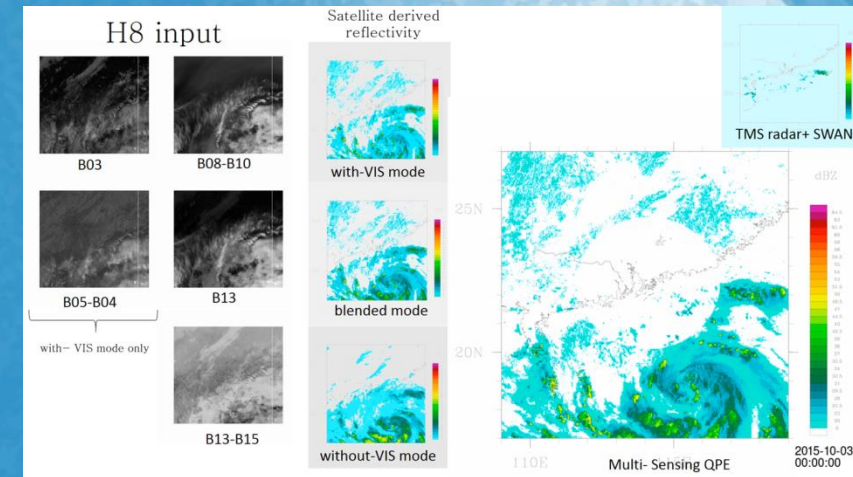 H8 input
B03
B08-B10
B05-B04
B13
with- VIS mode only
B13-B15
Satellite derived
reflectivity
with-VIS mode
blended mode
without-VIS mode
TMS radar+ SWAN
dBZ
25N
20N
110E
Multi- Sensing QPE
2015-10-03
00:00:00